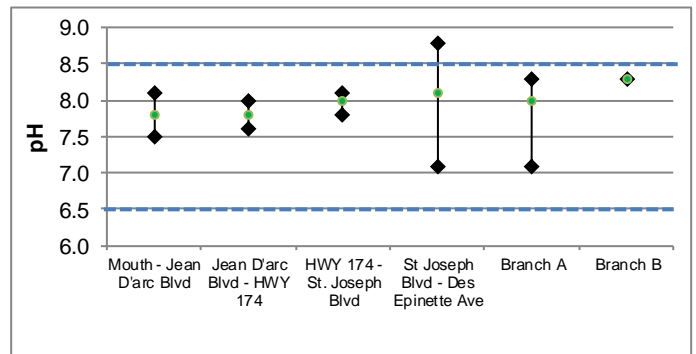 9.0
8.5
8.0
7.5
7.0
6.5
6.0
pH
Mouth - Jean
D'arc Blvd
Jean D'arc
Blvd - HWY
174
HWY 174 -
St. Joseph
Blvd
St Joseph
Blvd - Des
Epinette Ave
Branch A
Branch B